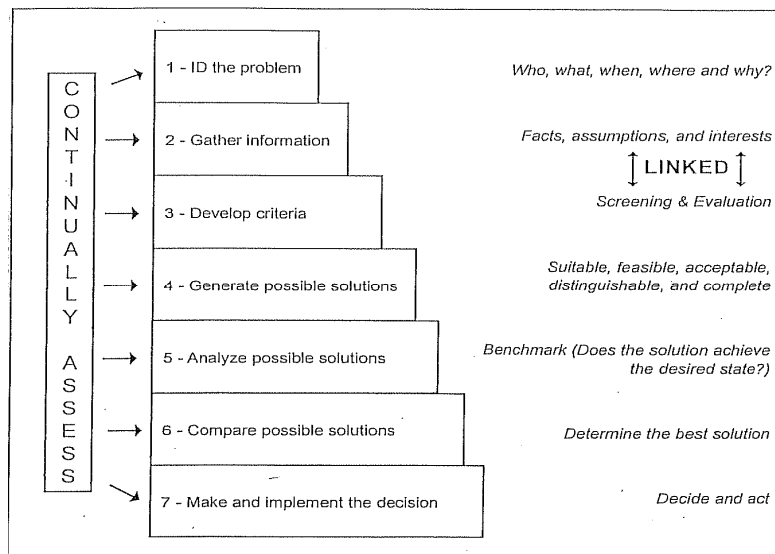 CONTINUALLY ASSESS
1 - ID the problem
Who, what, when, where and why?
2 - Gather information
Facts, assumptions, and interests
LINKED
3 - Develop criteria
Screening & Evaluation
4 - Generate possible solutions
Suitable, feasible, acceptable,
distinguishable, and complete
5 - Analyze possible solutions
Benchmark (Does the solution achieve
the desired state?)
6 - Compare possible solutions
Determine the best solution
7 - Make and implement the decision
Decide and act